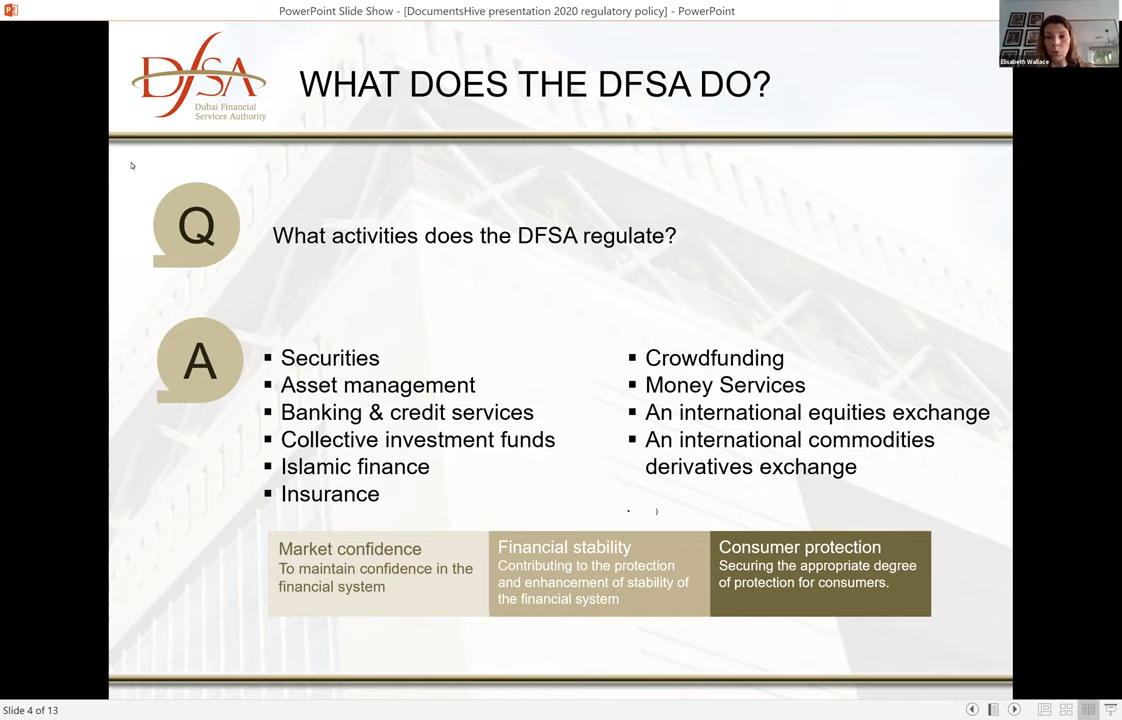 PowerPoint Slide Show - [DocumentsHive presentation 2020 regulatory policy] - PowerPoint
Elisabeth Wallace
DFSA
Dubai Financial
Services Authority
WHAT DOES THE DFSA DO?
Q
What activities does the DFSA regulate?
A
▪ Securities
▪ Asset management
▪ Banking & credit services
▪ Collective investment funds
▪ Islamic finance
▪ Insurance
▪ Crowdfunding
▪ Money Services
▪ An international equities exchange
▪ An international commodities
derivatives exchange
▪ )
Market confidence
To maintain confidence in the
financial system
Financial stability
Contributing to the protection
and enhancement of stability of
the financial system
Consumer protection
Securing the appropriate degree
of protection for consumers.
Slide 4 of 13